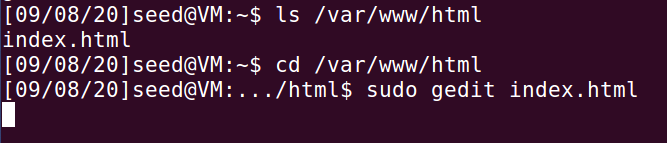 [09/08/20]seed@VM:~$ ls /var/www/html
index.html
[09/08/20]seed@VM:~$ cd /var/www/html
[09/08/20]seed@VM:.../html$ sudo gedit index.html